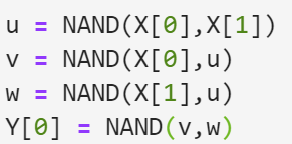 u = NAND(X[0],X[1])
v = NAND(X[0],u)
w = NAND(X[1],u)
Y[0] = NAND(v,w)